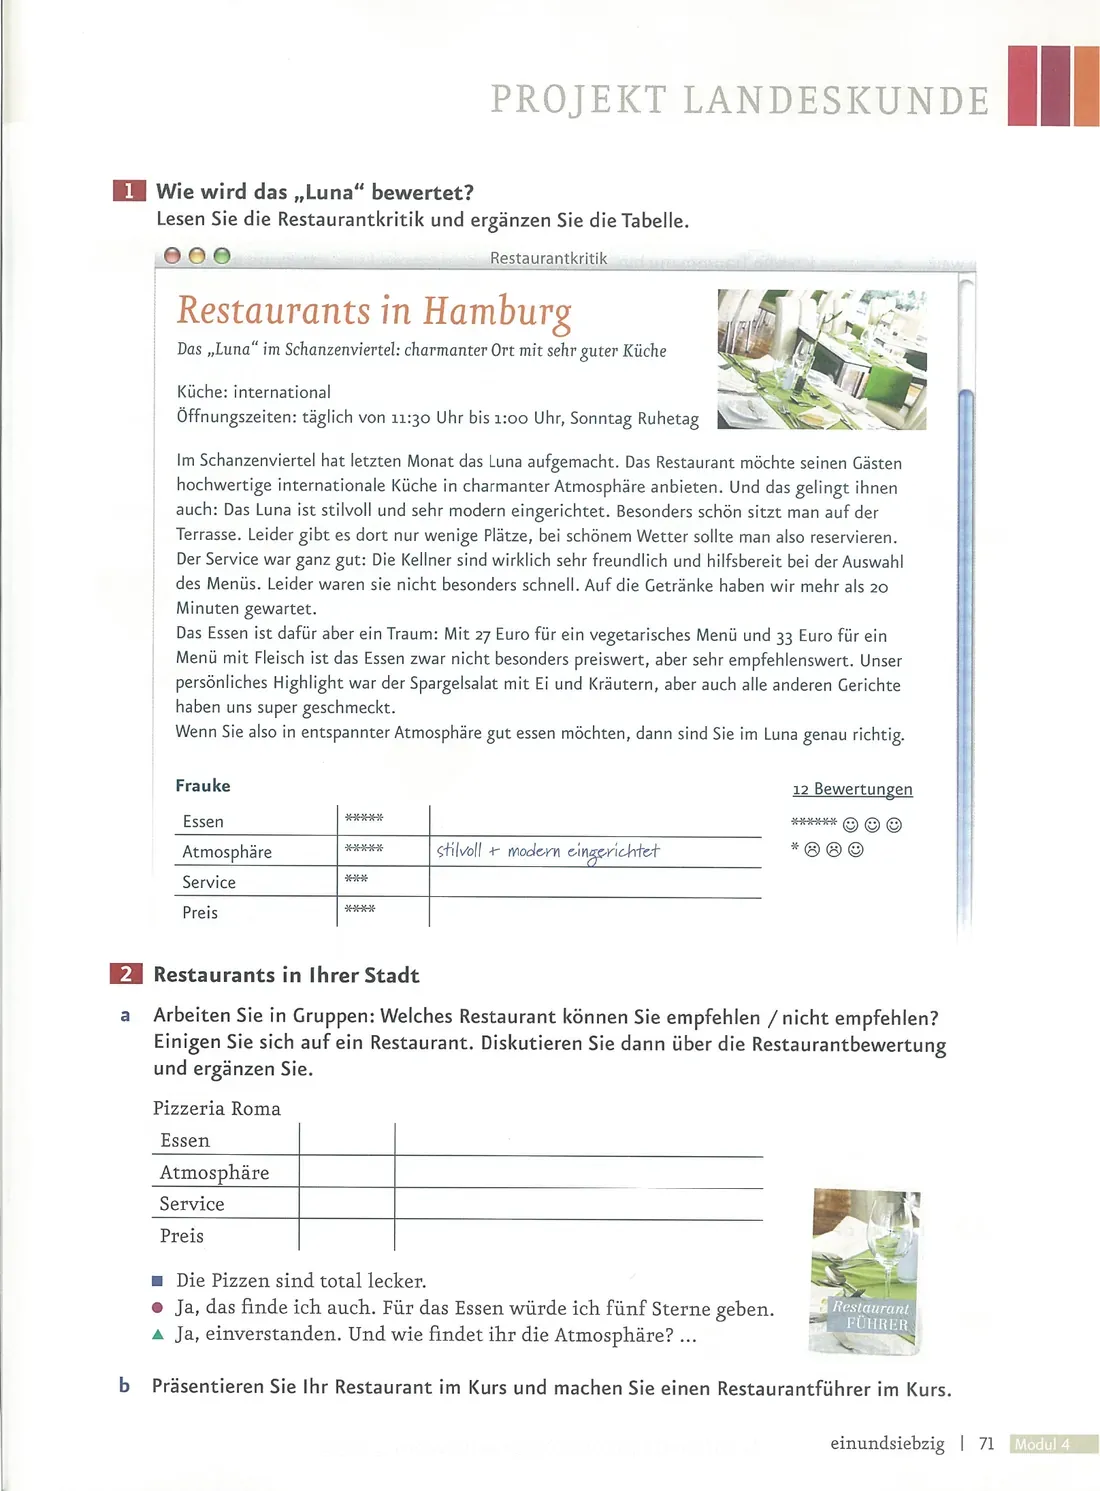 PROJEKT LANDESKUNDE
1 Wie wird das „Luna“ bewertet?
Lesen Sie die Restaurantkritik und ergänzen Sie die Tabelle.
Restaurantkritik
Restaurants in Hamburg
Das „Luna“ im Schanzenviertel: charmanter Ort mit sehr guter Küche
Küche: international
Öffnungszeiten: täglich von 11:30 Uhr bis 1:00 Uhr, Sonntag Ruhetag
Im Schanzenviertel hat letzten Monat das Luna aufgemacht. Das Restaurant möchte seinen Gästen
hochwertige internationale Küche in charmanter Atmosphäre anbieten. Und das gelingt ihnen
auch: Das Luna ist stilvoll und sehr modern eingerichtet. Besonders schön sitzt man auf der
Terrasse. Leider gibt es dort nur wenige Plätze, bei schönem Wetter sollte man also reservieren.
Der Service war ganz gut: Die Kellner sind wirklich sehr freundlich und hilfsbereit bei der Auswahl
des Menüs. Leider waren sie nicht besonders schnell. Auf die Getränke haben wir mehr als 20
Minuten gewartet.
Das Essen ist dafür aber ein Traum: Mit 27 Euro für ein vegetarisches Menü und 33 Euro für ein
Menü mit Fleisch ist das Essen zwar nicht besonders preiswert, aber sehr empfehlenswert. Unser
persönliches Highlight war der Spargelsalat mit Ei und Kräutern, aber auch alle anderen Gerichte
haben uns super geschmeckt.
Wenn Sie also in entspannter Atmosphäre gut essen möchten, dann sind Sie im Luna genau richtig.
Frauke
12 Bewertungen
Essen *****
****** ☺ ☺ ☺
Atmosphäre ***** stilvoll + modern eingerichtet
* ☹ ☹ ☺
Service ***
Preis ****
2 Restaurants in Ihrer Stadt
a Arbeiten Sie in Gruppen: Welches Restaurant können Sie empfehlen / nicht empfehlen?
Einigen Sie sich auf ein Restaurant. Diskutieren Sie dann über die Restaurantbewertung
und ergänzen Sie.
Pizzeria Roma
Essen
Atmosphäre
Service
Preis
■ Die Pizzen sind total lecker.
● Ja, das finde ich auch. Für das Essen würde ich fünf Sterne geben.
▲ Ja, einverstanden. Und wie findet ihr die Atmosphäre? ...
Restaurant
FÜHRER
b Präsentieren Sie Ihr Restaurant im Kurs und machen Sie einen Restaurantführer im Kurs.
einundsiebzig | 71 Modul 4